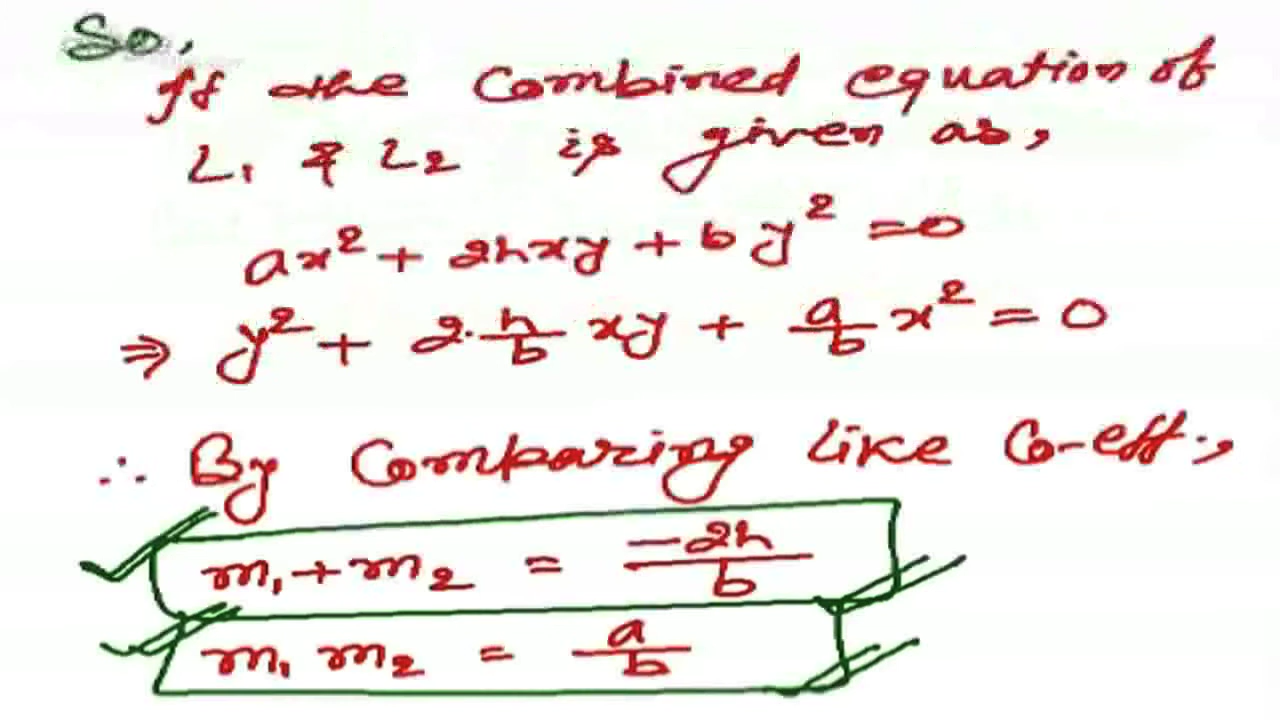 So,
If the Combined equation of
L₁ & L₂ is given as,
ax² + 2hxy + by² = 0
⇒ y² + 2·h/b xy + a/b x² = 0
∴ By Comparing like Co-eff.,
m₁ + m₂ = -2h/b
m₁ m₂ = a/b